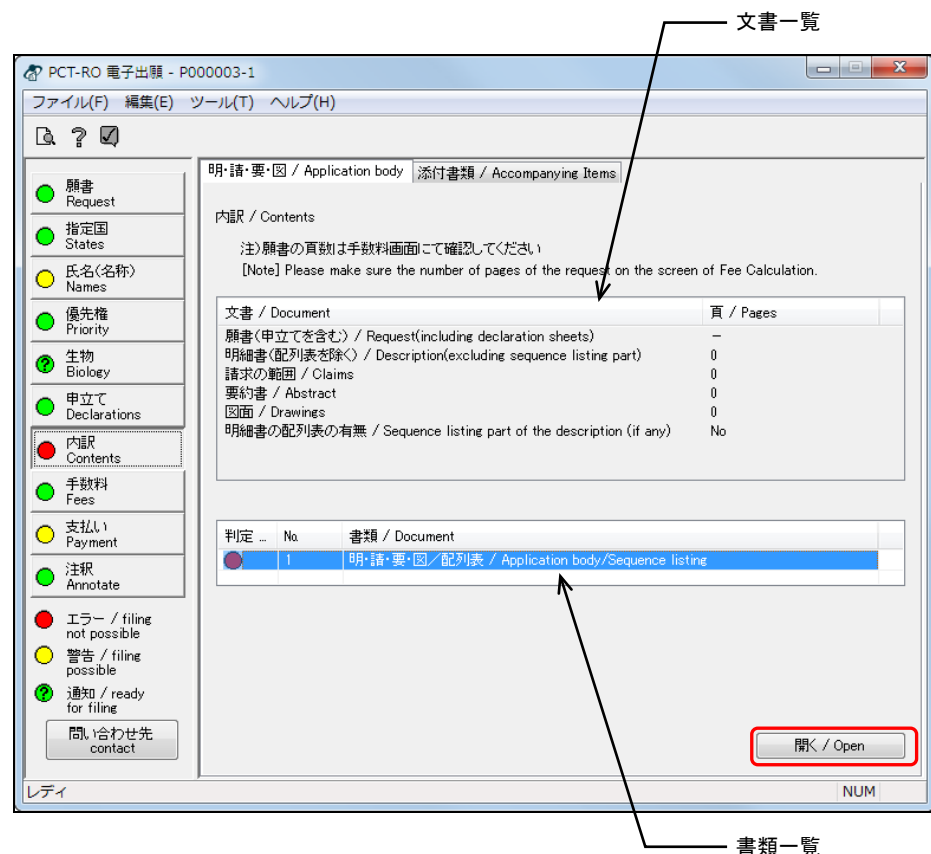 文書一覧
PCT-RO 電子出願 - P000003-1
ファイル(F) 編集(E) ツール(T) ヘルプ(H)
明・請・要・図 / Application body 添付書類 / Accompanying Items
願書
Request
指定国
States
氏名(名称)
Names
優先権
Priority
生物
Biology
申立て
Declarations
内訳
Contents
手数料
Fees
支払い
Payment
注釈
Annotate
エラー / filing
not possible
警告 / filing
possible
通知 / ready
for filing
問い合わせ先
contact
内訳 / Contents
注)願書の頁数は手数料画面にて確認してください
[Note] Please make sure the number of pages of the request on the screen of Fee Calculation.
文書 / Document 頁 / Pages
願書(申立てを含む) / Request(including declaration sheets) －
明細書(配列表を除く) / Description(excluding sequence listing part) 0
請求の範囲 / Claims 0
要約書 / Abstract 0
図面 / Drawings 0
明細書の配列表の有無 / Sequence listing part of the description (if any) No
判定 ... No. 書類 / Document
1 明・請・要・図／配列表 / Application body/Sequence listing
開く / Open
レディ NUM
書類一覧